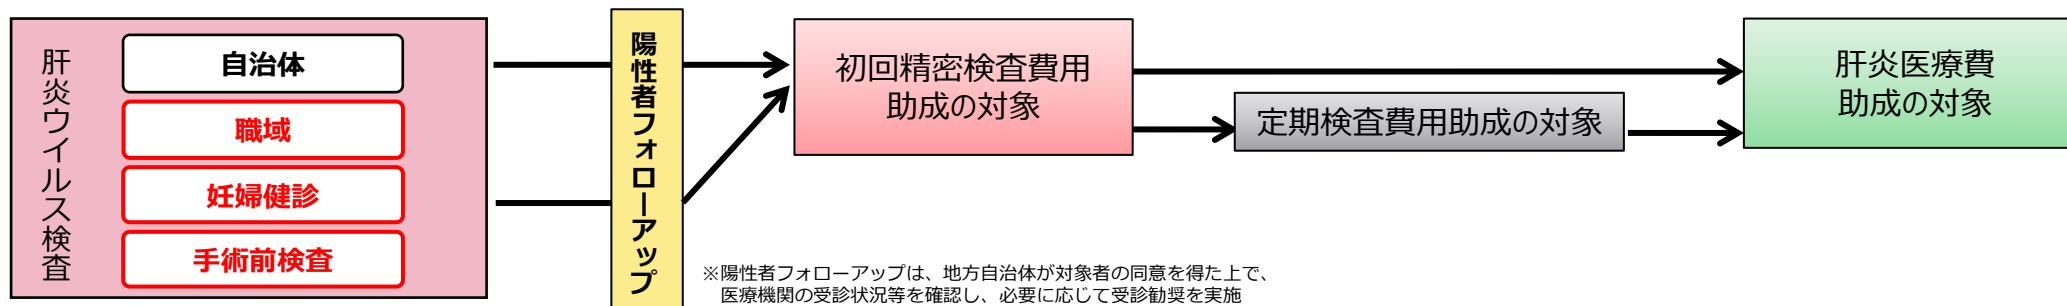 肝炎ウイルス検査
自治体
職域
妊婦健診
手術前検査
陽性者フォローアップ
初回精密検査費用
助成の対象
定期検査費用助成の対象
肝炎医療費
助成の対象
※陽性者フォローアップは、地方自治体が対象者の同意を得た上で、
医療機関の受診状況等を確認し、必要に応じて受診勧奨を実施